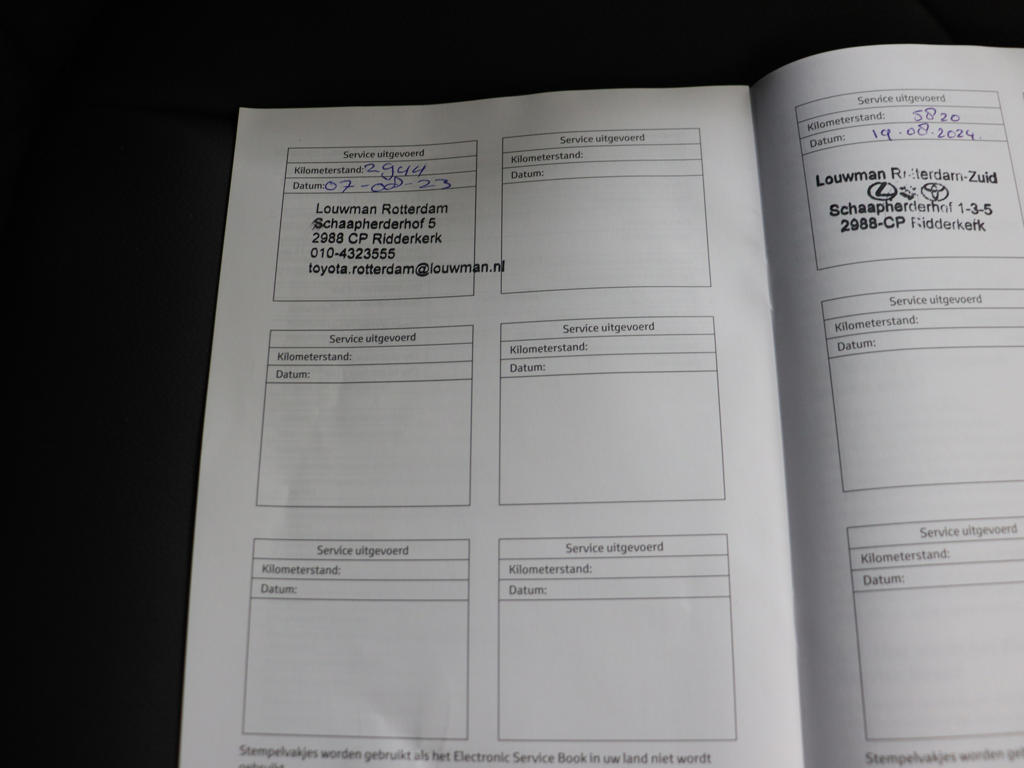 Service uitgevoerd
Kilometerstand: 2944
Datum: 07-08-23
Louwman Rotterdam
Schaapherderhof 5
2988 CP Ridderkerk
010-4323555
toyota.rotterdam@louwman.nl
Service uitgevoerd
Kilometerstand:
Datum:
Service uitgevoerd
Kilometerstand:
Datum:
Service uitgevoerd
Kilometerstand:
Datum:
Service uitgevoerd
Kilometerstand:
Datum:
Service uitgevoerd
Kilometerstand:
Datum:
Stempelvakjes worden gebruikt als het Electronic Service Book in uw land niet wordt
gebruikt.
Service uitgevoerd
Kilometerstand: 5820
Datum: 19.08.2024.
Louwman Rotterdam-Zuid
Schaapherderhof 1-3-5
2988-CP Ridderkerk
Service uitgevoerd
Kilometerstand:
Datum:
Service uitgevoerd
Kilometerstand:
Datum:
Stempelvakjes worden